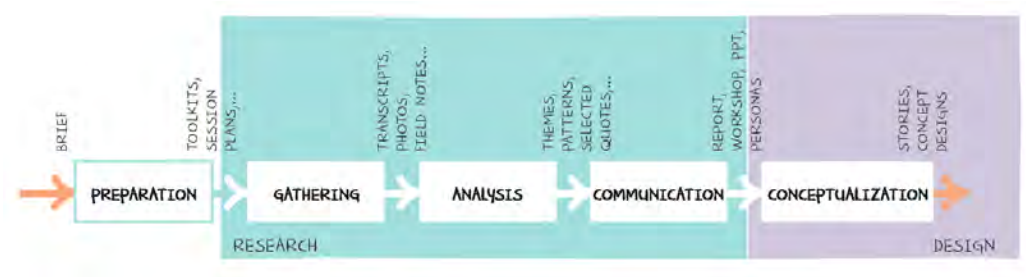 BRIEF
TOOLKITS,
SESSION
PLANS,...
TRANSCRIPTS,
PHOTOS,
FIELD NOTES...
THEMES,
PATTERNS,
SELECTED
QUOTES,...
REPORT,
WORKSHOP, PPT,
PERSONAS
STORIES,
CONCEPT
DESIGNS
PREPARATION
GATHERING
ANALYSIS
COMMUNICATION
CONCEPTUALIZATION
RESEARCH
DESIGN